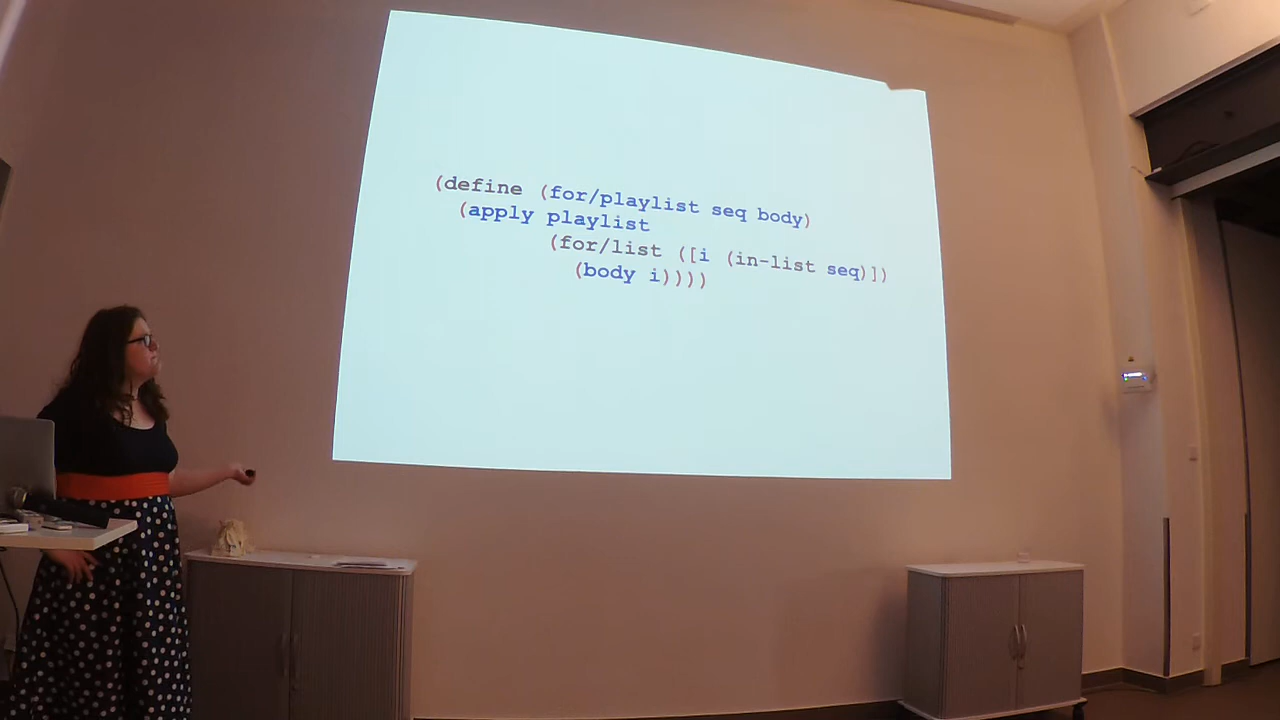 (define (for/playlist seq body)
(apply playlist
(for/list ([i (in-list seq)])
(body i))))